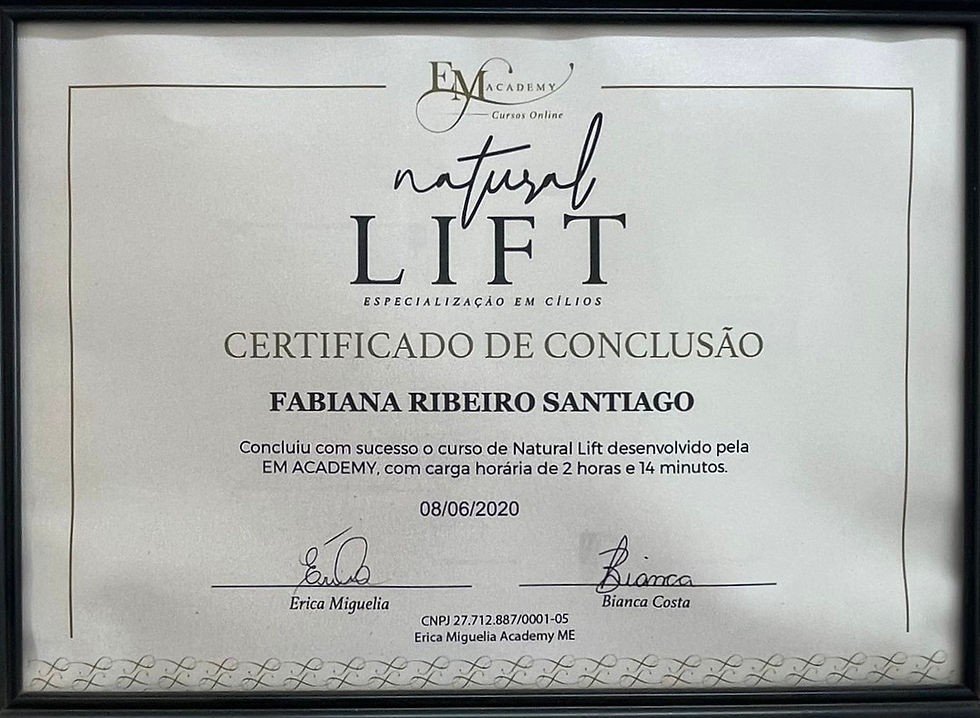 EM ACADEMY
Cursos Online
natural
LIFT
ESPECIALIZAÇÃO EM CÍLIOS
CERTIFICADO DE CONCLUSÃO
FABIANA RIBEIRO SANTIAGO
Concluiu com sucesso o curso de Natural Lift desenvolvido pela
EM ACADEMY, com carga horária de 2 horas e 14 minutos.
08/06/2020
Erica Bianca
Erica Miguelia Bianca Costa
CNPJ 27.712.887/0001-05
Erica Miguelia Academy ME